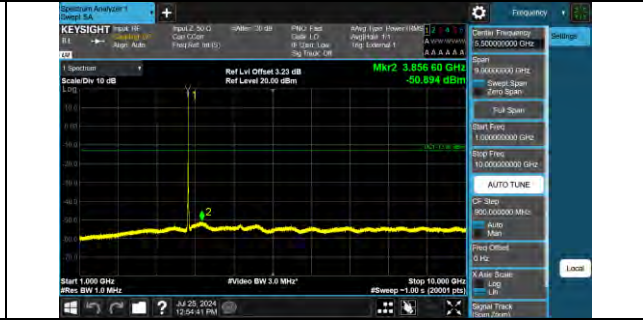 Spectrum Analyzer 1
Swept SA
+
Frequency
KEYSIGHT Input: RF
Input Z: 50 Ω
#Atten: 30 dB
PNO: Fast
#Avg Type: Power (RMS)
Align: Auto
Freq Ref: Int (S)
Gate: LO
IF Gain: Low
Sig Track: Off
Trig: External 1
Center Frequency
5.500000000 GHz
Settings
1 Spectrum
Scale/Div 10 dB
Log
Ref Lvl Offset 3.23 dB
Ref Level 20.00 dBm
Mkr2 3.856 60 GHz
-50.894 dBm
Span
9.00000000 GHz
Swept Span
Zero Span
Full Span
Start Freq
1.000000000 GHz
Stop Freq
10.000000000 GHz
AUTO TUNE
CF Step
900.000000 MHz
Auto
Man
Freq Offset
0 Hz
X Axis Scale
Log
Lin
Signal Track
(Span Zoom)
Local
1
2
Start 1.000 GHz
#Video BW 3.0 MHz*
Stop 10.000 GHz
#Res BW 1.0 MHz
#Sweep ~1.00 s (20001 pts)
?
Jul 25, 2024
12:54:41 PM